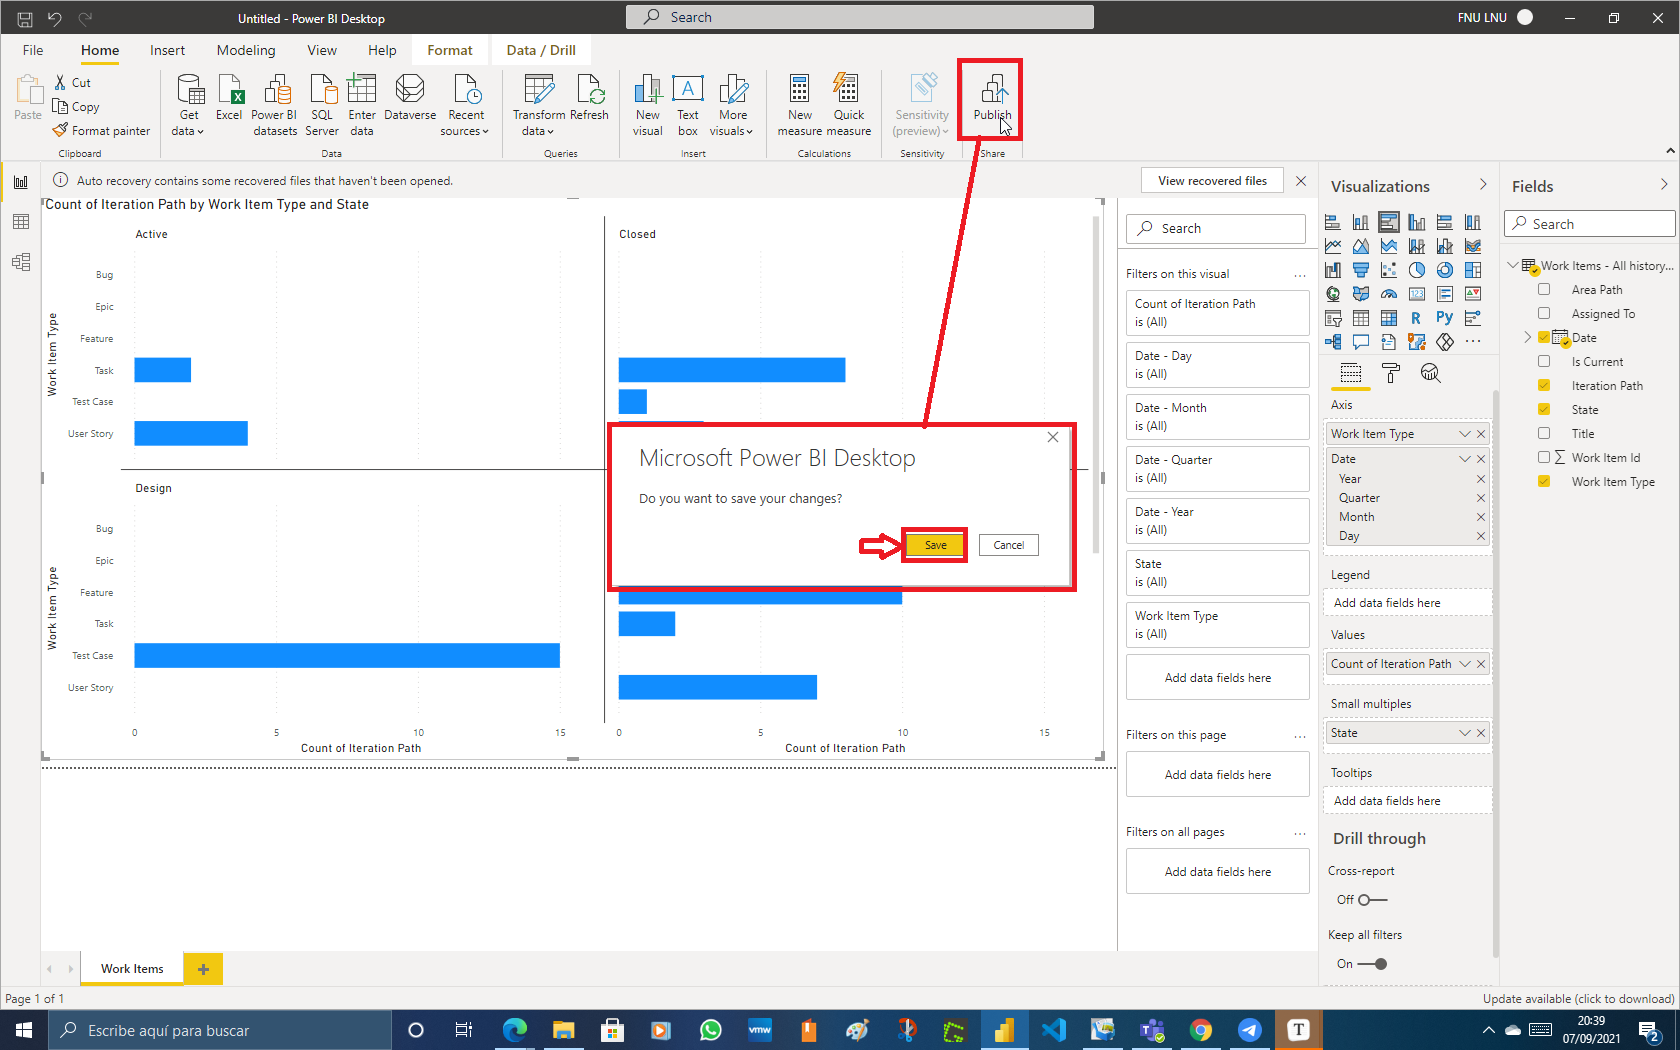 Untitled - Power BI Desktop
Search
FNU LNU
File
Home
Insert
Modeling
View
Help
Format
Data / Drill
Paste
Cut
Copy
Format painter
Clipboard
Get
data
Excel
Power BI
datasets
SQL
Server
Enter
data
Dataverse
Recent
sources
Data
Transform
data
Refresh
Queries
New
visual
Text
box
More
visuals
Insert
New
measure
Quick
measure
Calculations
Sensitivity
(preview)
Sensitivity
Publish
Share
Auto recovery contains some recovered files that haven't been opened.
View recovered files
Count of Iteration Path by Work Item Type and State
Active
Closed
Work Item Type
Bug
Epic
Feature
Task
Test Case
User Story
Design
Work Item Type
Bug
Epic
Feature
Task
Test Case
User Story
0
5
10
15
0
5
10
15
Count of Iteration Path
Count of Iteration Path
Microsoft Power BI Desktop
Do you want to save your changes?
Save
Cancel
Search
Filters on this visual
...
Count of Iteration Path
is (All)
Date - Day
is (All)
Date - Month
is (All)
Date - Quarter
is (All)
Date - Year
is (All)
State
is (All)
Work Item Type
is (All)
Add data fields here
Filters on this page
...
Add data fields here
Filters on all pages
...
Add data fields here
Visualizations
123
R
Py
...
Axis
Work Item Type
Date
Year
Quarter
Month
Day
Legend
Add data fields here
Values
Count of Iteration Path
Small multiples
State
Tooltips
Add data fields here
Drill through
Cross-report
Off
Keep all filters
On
Fields
Search
Work Items - All history...
Area Path
Assigned To
Date
Is Current
Iteration Path
State
Title
Σ Work Item Id
Work Item Type
Work Items
Page 1 of 1
Update available (click to download)
Escribe aquí para buscar
vmw
T
20:39
07/09/2021
2